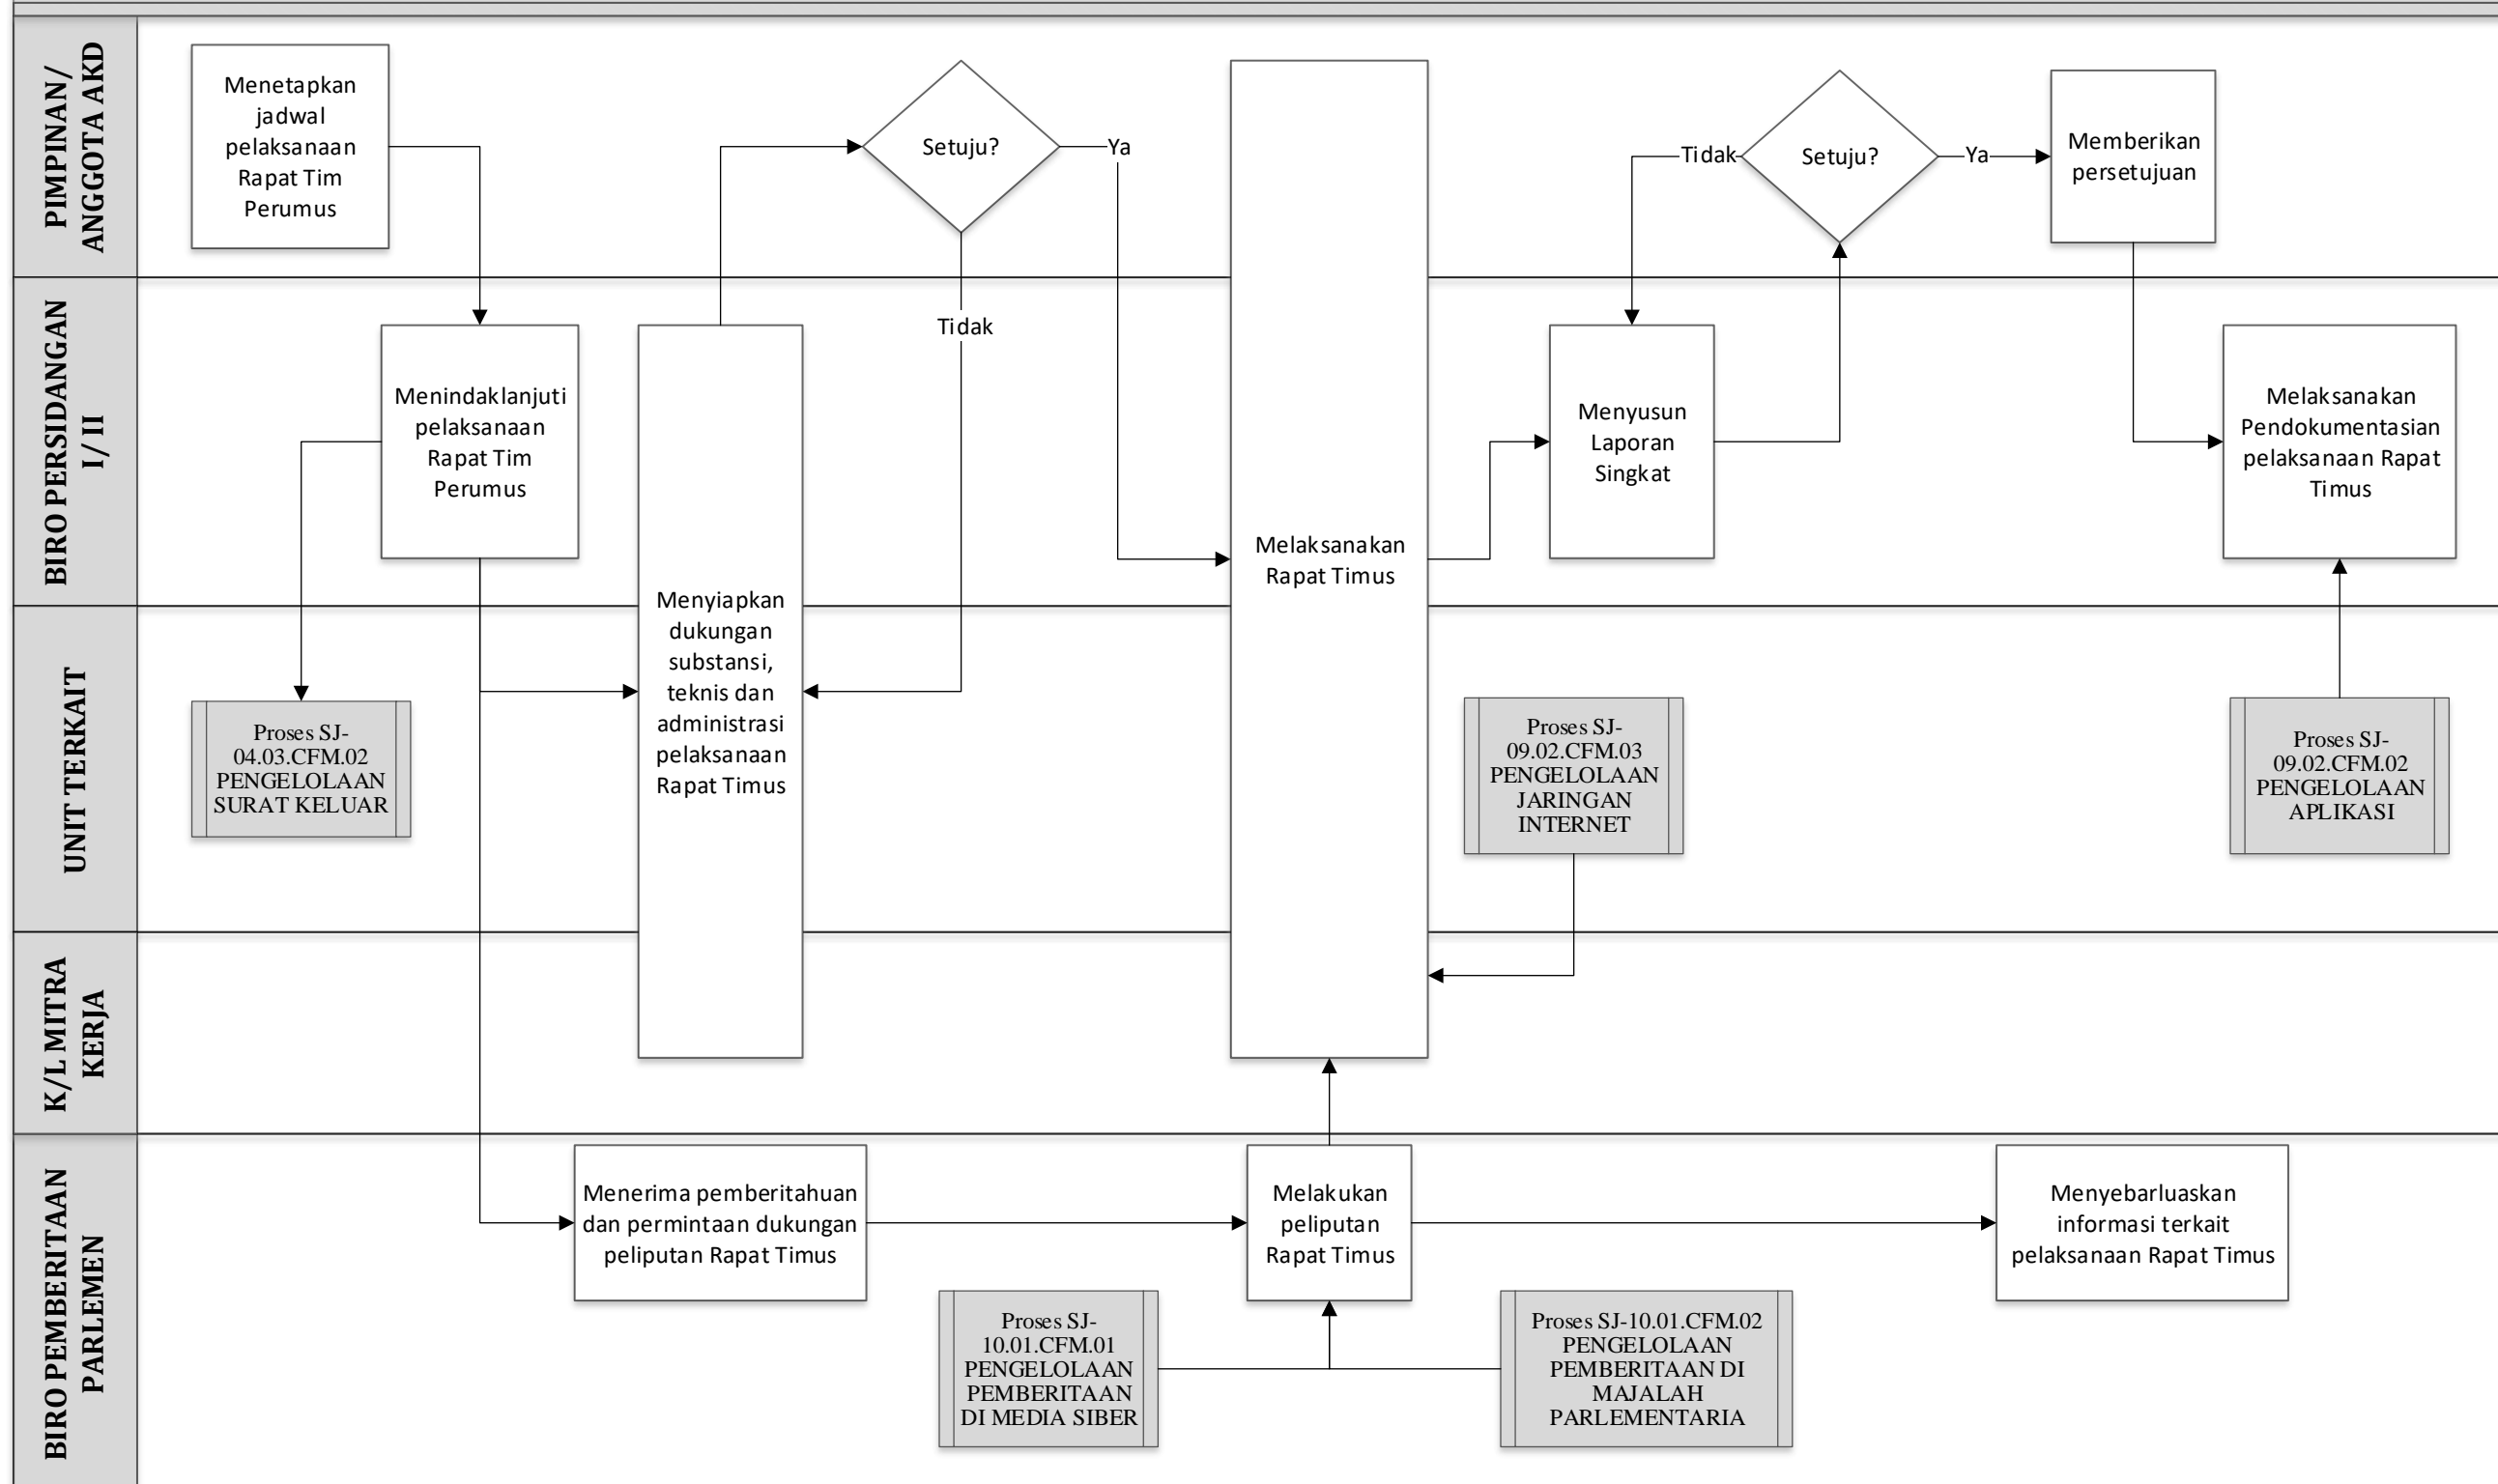 PIMPINAN/
ANGGOTA AKD
Menetapkan
jadwal
pelaksanaan
Rapat Tim
Perumus
Setuju?
Ya
Tidak
Setuju?
Ya
Tidak
Memberikan
persetujuan
BIRO PERSIDANGAN
I/ II
Menindaklanjuti
pelaksanaan
Rapat Tim
Perumus
Menyiapkan
dukungan
substansi,
teknis dan
administrasi
pelaksanaan
Rapat Timus
Melaksanakan
Rapat Timus
Menyusun
Laporan
Singkat
Melaksanakan
Pendokumentasian
pelaksanaan Rapat
Timus
UNIT TERKAIT
Proses SJ-
04.03.CFM.02
PENGELOLAAN
SURAT KELUAR
Proses SJ-
09.02.CFM.03
PENGELOLAAN
JARINGAN
INTERNET
Proses SJ-
09.02.CFM.02
PENGELOLAAN
APLIKASI
K/L MITRA
KERJA
BIRO PEMBERITAAN
PARLEMEN
Menerima pemberitahuan
dan permintaan dukungan
peliputan Rapat Timus
Melakukan
peliputan
Rapat Timus
Menyebarluaskan
informasi terkait
pelaksanaan Rapat Timus
Proses SJ-
10.01.CFM.01
PENGELOLAAN
PEMBERITAAN
DI MEDIA SIBER
Proses SJ-10.01.CFM.02
PENGELOLAAN
PEMBERITAAN DI
MAJALAH
PARLEMENTARIA